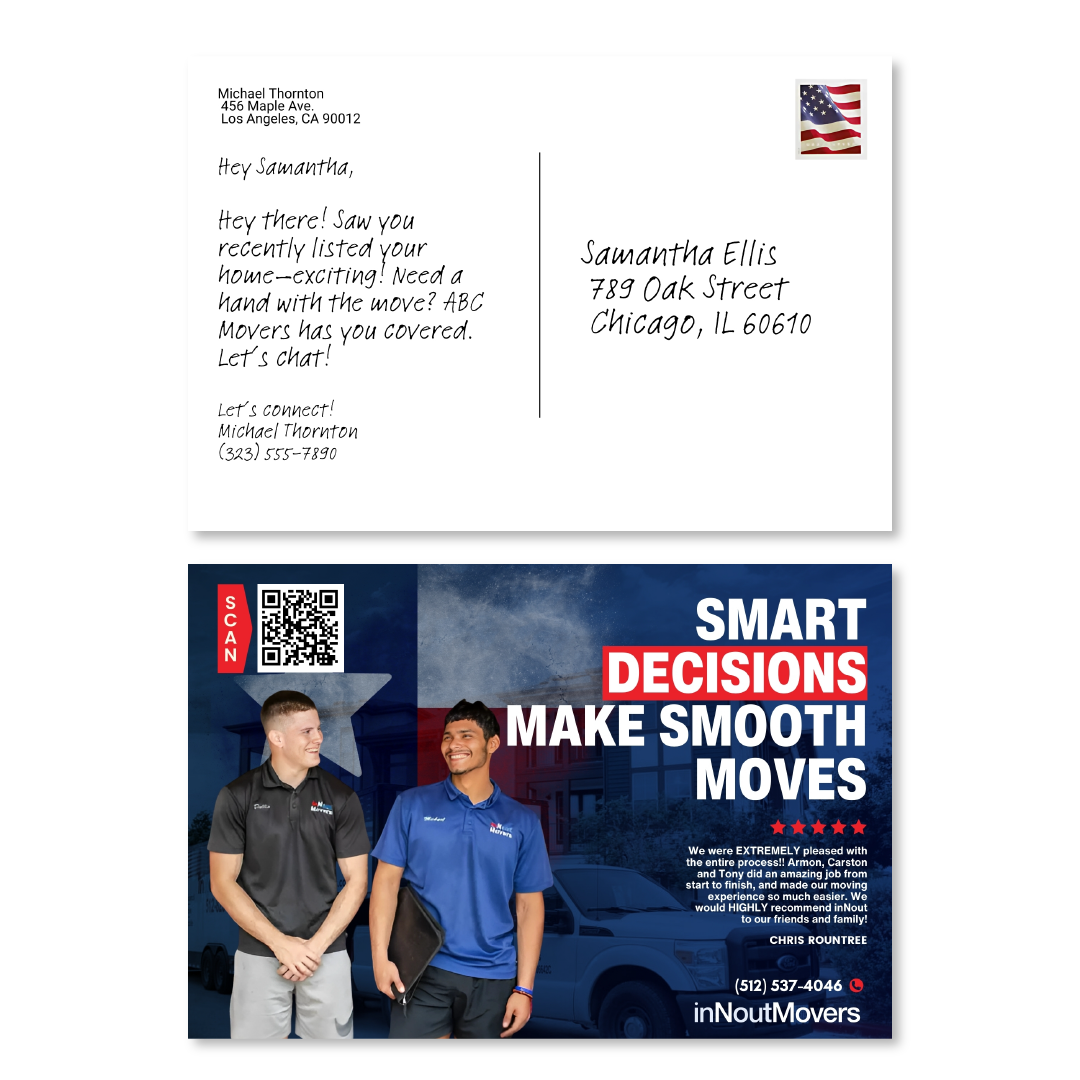 Michael Thornton
456 Maple Ave.
Los Angeles, CA 90012
Hey Samantha,
Hey there! Saw you
recently listed your
home—exciting! Need a
hand with the move? ABC
Movers has you covered.
Let's chat!
Let's connect!
Michael Thornton
(323) 555-7890
Samantha Ellis
789 Oak Street
Chicago, IL 60610
SCAN
SMART
DECISIONS
MAKE SMOOTH
MOVES
We were EXTREMELY pleased with
the entire process!! Armon, Carston
and Tony did an amazing job from
start to finish, and made our moving
experience so much easier. We
would HIGHLY recommend inNout
to our friends and family!
CHRIS ROUNTREE
(512) 537-4046
inNoutMovers
Michael
inNout
Movers